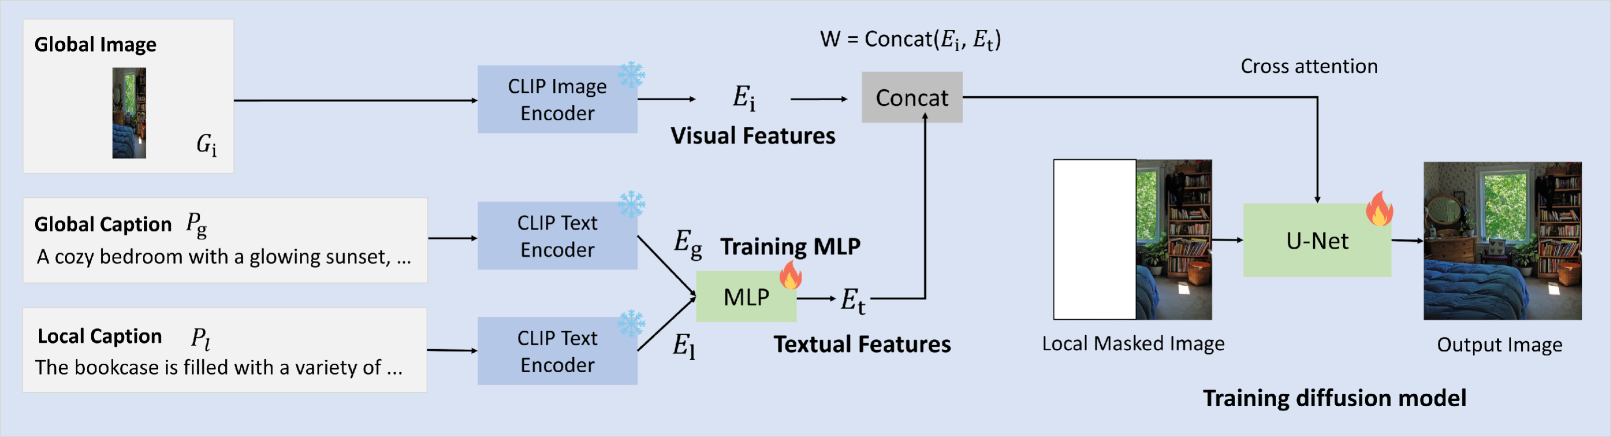 Global Image
G_i
CLIP Image
Encoder
E_i
Visual Features
W = Concat(E_i, E_t)
Concat
Cross attention
Global Caption P_g
A cozy bedroom with a glowing sunset, ...
CLIP Text
Encoder
E_g
Training MLP
MLP
E_t
Textual Features
Local Caption P_l
The bookcase is filled with a variety of ...
CLIP Text
Encoder
E_l
Local Masked Image
U-Net
Output Image
Training diffusion model